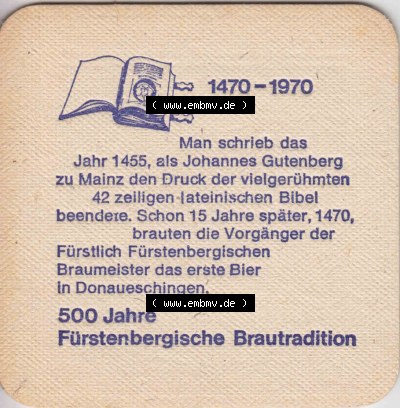 1470-1970
( www.embmv.de )
Man schrieb das
Jahr 1455, als Johannes Gutenberg
zu Mainz den Druck der vielgerühmten
42 zeiligen lateinischen Bibel
beendete. Schon 15 Jahre später, 1470,
brauten die Vorgänger der
Fürstlich Fürstenbergischen
Braumeister das erste Bier
in Donaueschingen.
( www.embmv.de )
500 Jahre
Fürstenbergische Brautradition